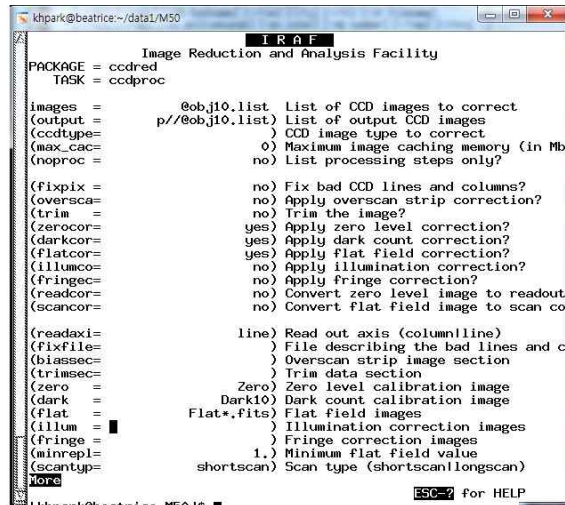 khpark@beatrice:~/data1/M50
I R A F
Image Reduction and Analysis Facility
PACKAGE = ccdred
TASK = ccdproc
images = @obj10.list List of CCD images to correct
(output = p//@obj10.list) List of output CCD images
(ccdtype= ) CCD image type to correct
(max_cac= 0) Maximum image caching memory (in Mb
(noproc = no) List processing steps only?
(fixpix = no) Fix bad CCD lines and columns?
(oversca= no) Apply overscan strip correction?
(trim = no) Trim the image?
(zerocor= yes) Apply zero level correction?
(darkcor= yes) Apply dark count correction?
(flatcor= yes) Apply flat field correction?
(illumco= no) Apply illumination correction?
(fringec= no) Apply fringe correction?
(readcor= no) Convert zero level image to readout
(scancor= no) Convert flat field image to scan co
(readaxi= line) Read out axis (column|line)
(fixfile= ) File describing the bad lines and c
(biassec= ) Overscan strip image section
(trimsec= ) Trim data section
(zero = Zero) Zero level calibration image
(dark = Dark10) Dark count calibration image
(flat = Flat*.fits) Flat field images
(illum = ) Illumination correction images
(fringe = ) Fringe correction images
(minrepl= 1.) Minimum flat field value
(scantyp= shortscan) Scan type (shortscan|longscan)
More
ESC-? for HELP